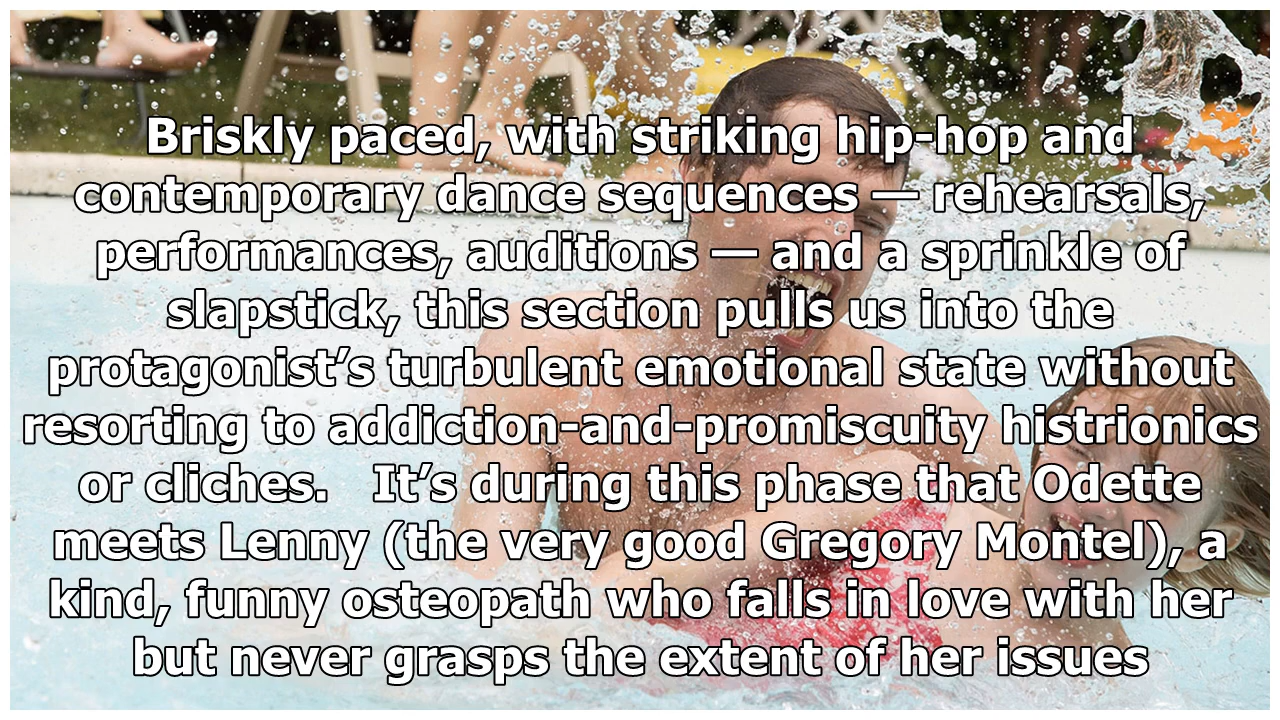 Briskly paced, with striking hip-hop and
contemporary dance sequences — rehearsals,
performances, auditions — and a sprinkle of
slapstick, this section pulls us into the
protagonist’s turbulent emotional state without
resorting to addiction-and-promiscuity histrionics
or cliches.   It’s during this phase that Odette
meets Lenny (the very good Gregory Montel), a
kind, funny osteopath who falls in love with her
but never grasps the extent of her issues